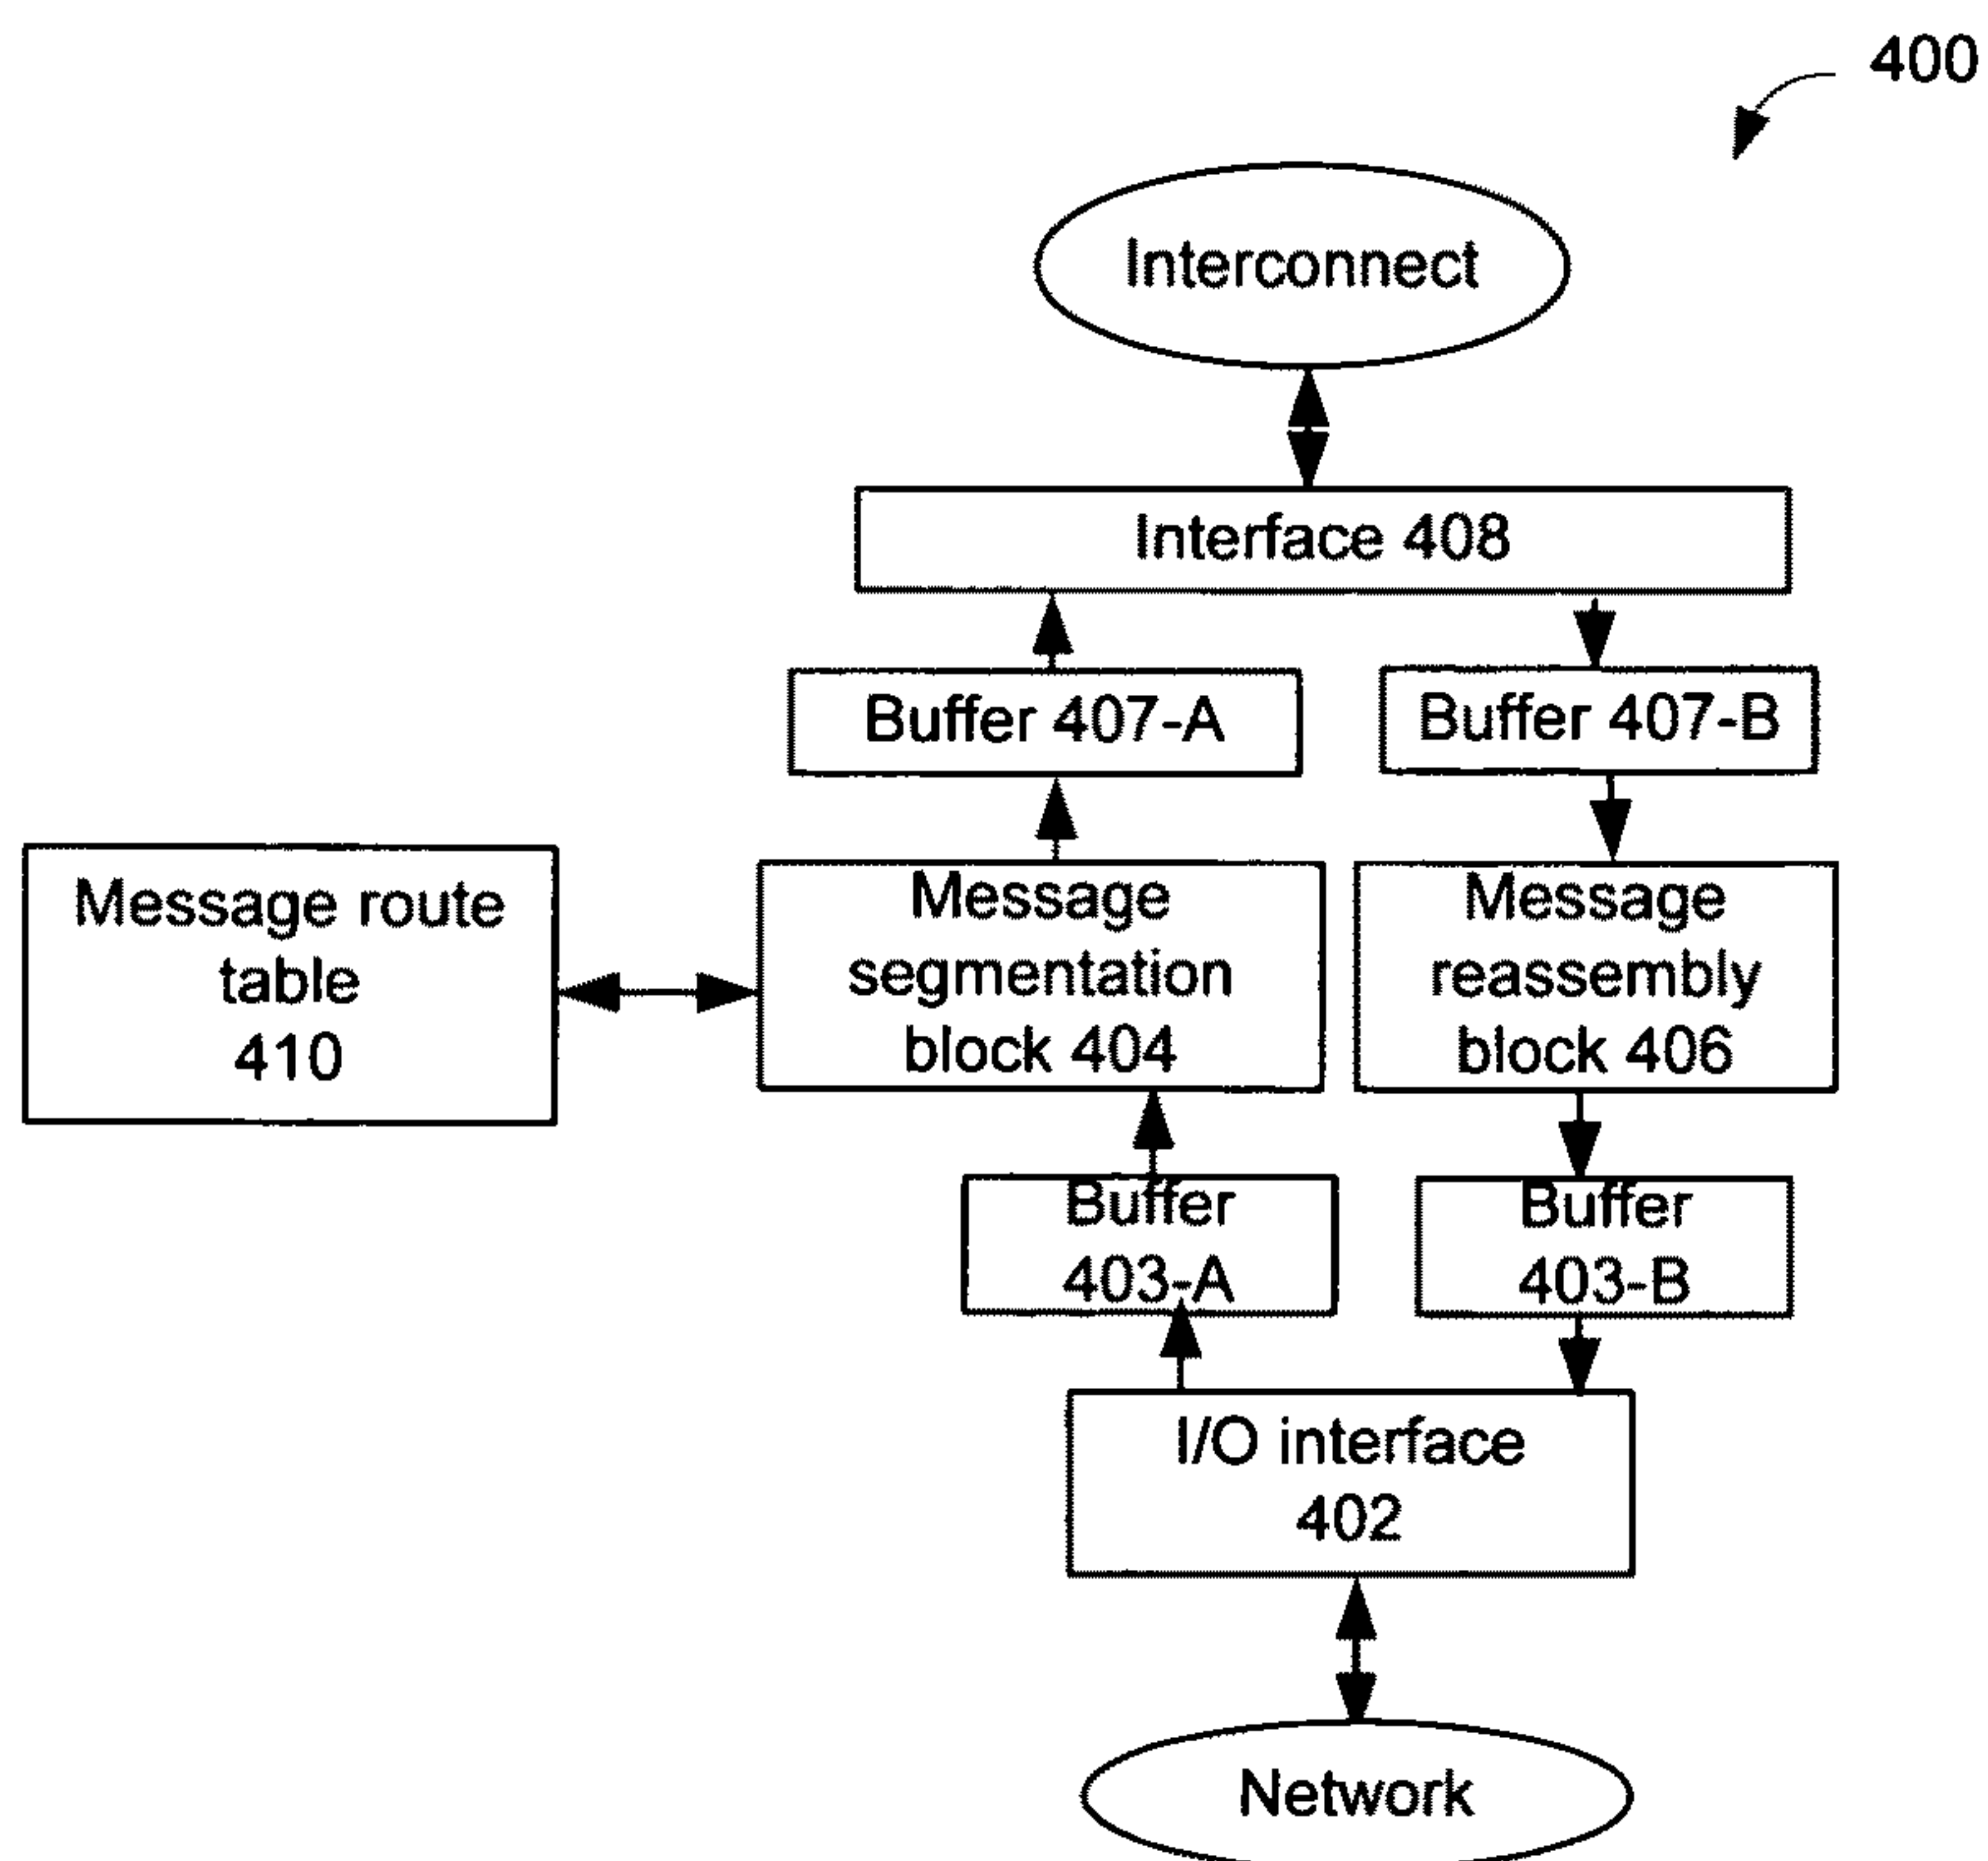 400
Interconnect
Interface 408
Buffer 407-A
Buffer 407-B
Message route
table
410
Message
segmentation
block 404
Message
reassembly
block 406
Buffer
403-A
Buffer
403-B
I/O interface
402
Network